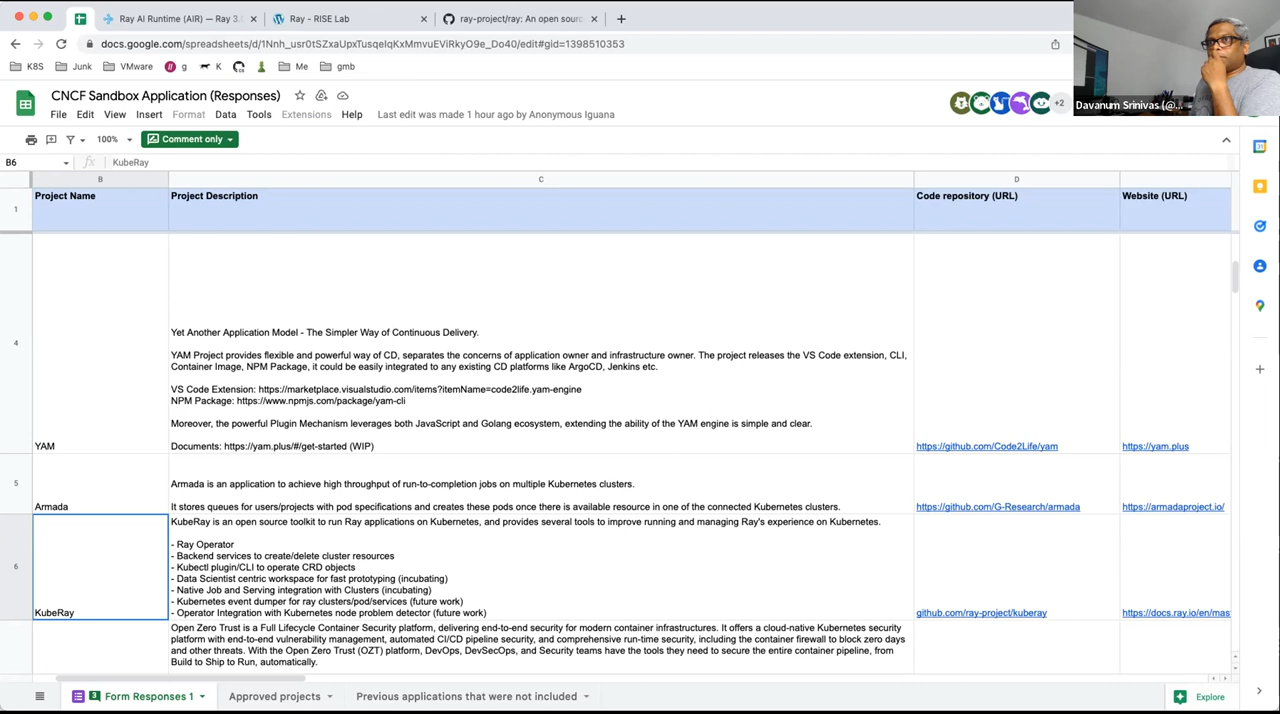 Ray AI Runtime (AIR) — Ray 3.0
Ray - RISE Lab
ray-project/ray: An open sourc
docs.google.com/spreadsheets/d/1Nnh_usr0tSZxaUpxTusqeIqKxMmvuEViRkyO9e_Do40/edit#gid=1398510353
K8S
Junk
VMware
g
K
Me
gmb
CNCF Sandbox Application (Responses)
+2
Davanum Srinivas (@...
File Edit View Insert Format Data Tools Extensions Help Last edit was made 1 hour ago by Anonymous Iguana
100% Comment only
B6 fx KubeRay
B C D
1 Project Name Project Description Code repository (URL) Website (URL)
Yet Another Application Model - The Simpler Way of Continuous Delivery.
YAM Project provides flexible and powerful way of CD, separates the concerns of application owner and infrastructure owner. The project releases the VS Code extension, CLI,
Container Image, NPM Package, it could be easily integrated to any existing CD platforms like ArgoCD, Jenkins etc.
VS Code Extension: https://marketplace.visualstudio.com/items?itemName=code2life.yam-engine
NPM Package: https://www.npmjs.com/package/yam-cli
Moreover, the powerful Plugin Mechanism leverages both JavaScript and Golang ecosystem, extending the ability of the YAM engine is simple and clear.
4
YAM Documents: https://yam.plus/#/get-started (WIP) https://github.com/Code2Life/yam https://yam.plus
5
Armada is an application to achieve high throughput of run-to-completion jobs on multiple Kubernetes clusters.
Armada It stores queues for users/projects with pod specifications and creates these pods once there is available resource in one of the connected Kubernetes clusters. https://github.com/G-Research/armada https://armadaproject.io/
KubeRay is an open source toolkit to run Ray applications on Kubernetes, and provides several tools to improve running and managing Ray's experience on Kubernetes.
- Ray Operator
- Backend services to create/delete cluster resources
6 - Kubectl plugin/CLI to operate CRD objects
- Data Scientist centric workspace for fast prototyping (incubating)
- Native Job and Serving integration with Clusters (incubating)
- Kubernetes event dumper for ray clusters/pod/services (future work)
KubeRay - Operator Integration with Kubernetes node problem detector (future work) github.com/ray-project/kuberay https://docs.ray.io/en/mas
Open Zero Trust is a Full Lifecycle Container Security platform, delivering end-to-end security for modern container infrastructures. It offers a cloud-native Kubernetes security
platform with end-to-end vulnerability management, automated CI/CD pipeline security, and comprehensive run-time security, including the container firewall to block zero days
and other threats. With the Open Zero Trust (OZT) platform, DevOps, DevSecOps, and Security teams have the tools they need to secure the entire container pipeline, from
Build to Ship to Run, automatically.
3 Form Responses 1 Approved projects Previous applications that were not included Explore